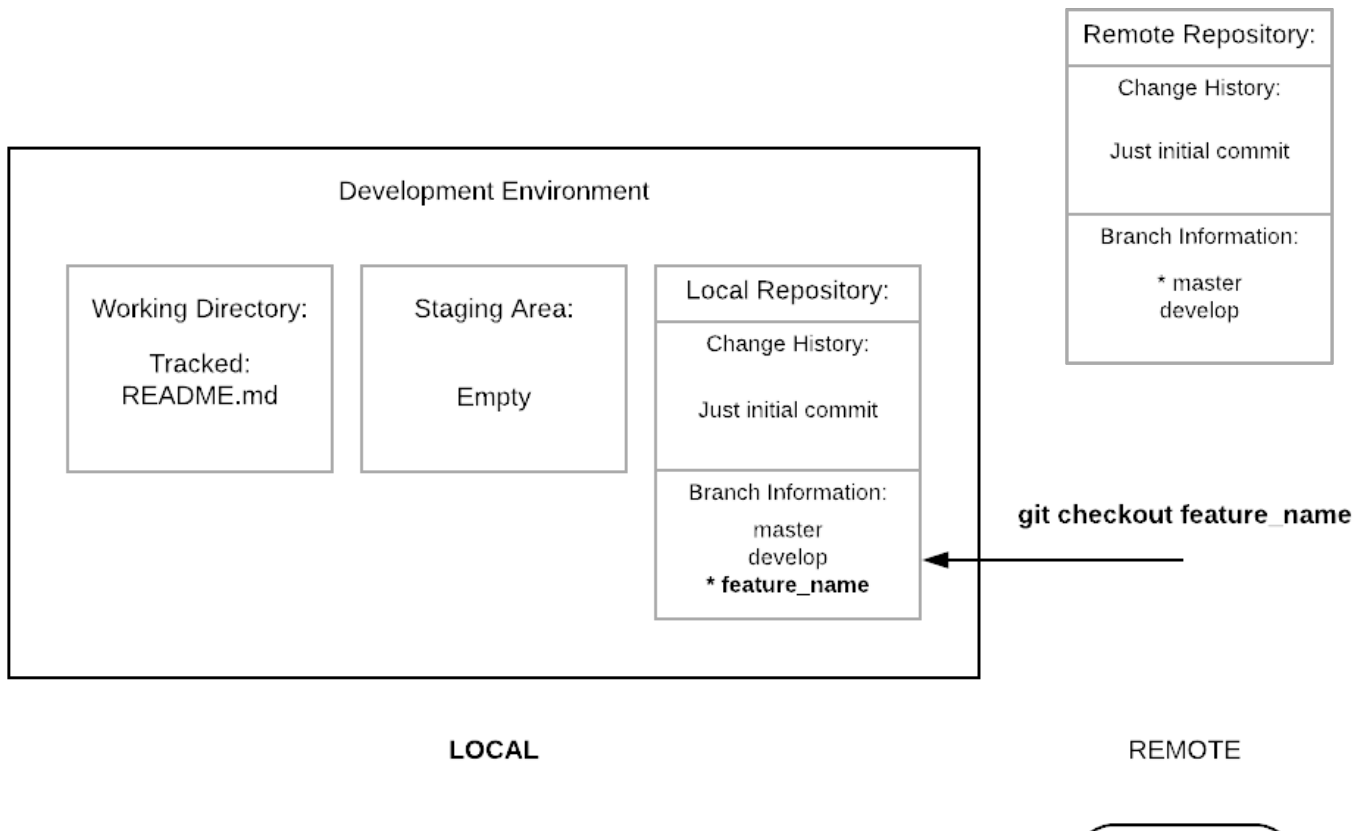 Remote Repository:
Change History:
Just initial commit
Branch Information:
* master
develop
Development Environment
Working Directory:
Tracked:
README.md
Staging Area:
Empty
Local Repository:
Change History:
Just initial commit
Branch Information:
master
develop
* feature_name
git checkout feature_name
LOCAL
REMOTE